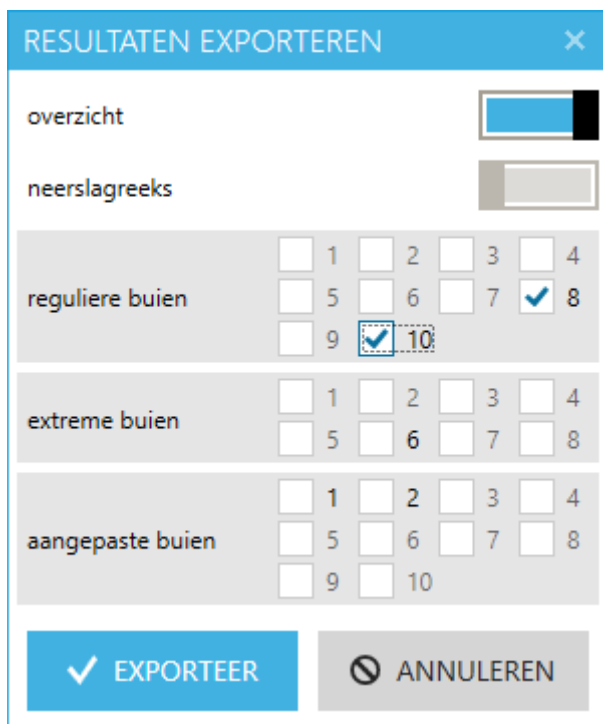 RESULTATEN EXPORTEREN
overzicht
neerslagreeks
reguliere buien
1 2 3 4
5 6 7 8
9 10
extreme buien
1 2 3 4
5 6 7 8
aangepaste buien
1 2 3 4
5 6 7 8
9 10
EXPORTEER
ANNULEREN